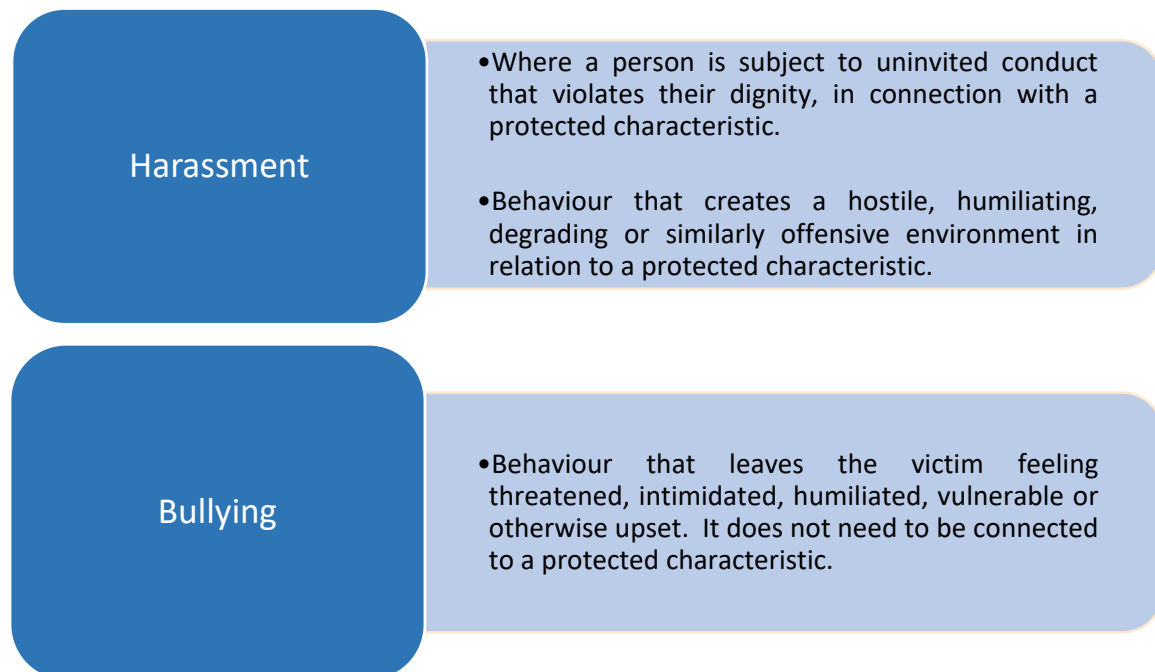 Harassment
•Where a person is subject to uninvited conduct
that violates their dignity, in connection with a
protected characteristic.
•Behaviour that creates a hostile, humiliating,
degrading or similarly offensive environment in
relation to a protected characteristic.
Bullying
•Behaviour that leaves the victim feeling
threatened, intimidated, humiliated, vulnerable or
otherwise upset. It does not need to be connected
to a protected characteristic.